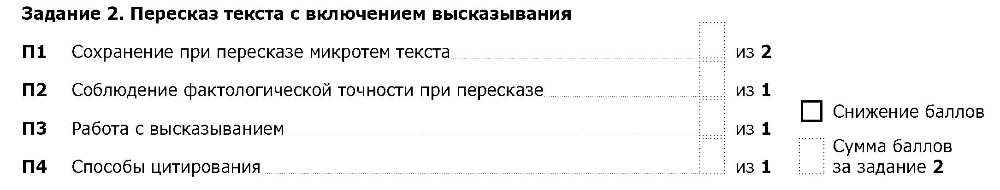 Задание 2. Пересказ текста с включением высказывания
П1 Сохранение при пересказе микротем текста из 2
П2 Соблюдение фактологической точности при пересказе из 1
П3 Работа с высказыванием из 1
П4 Способы цитирования из 1
Снижение баллов
Сумма баллов
за задание 2